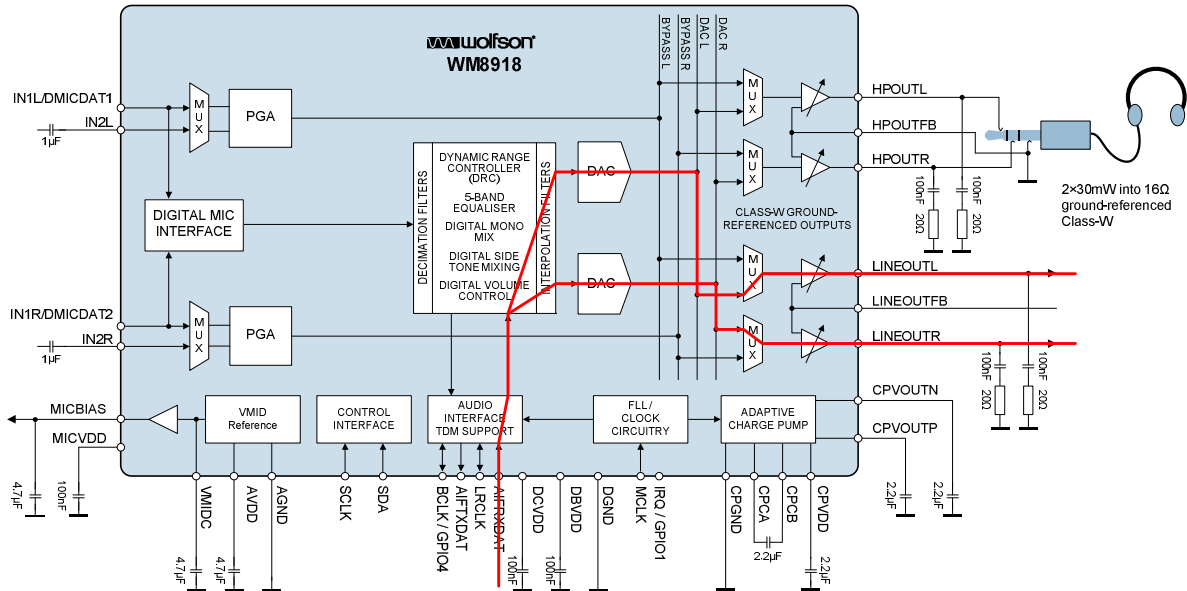 wolfson
WM8918
BYPASS L
BYPASS R
DAC L
DAC R
IN1L/DMICDAT1
IN2L
1µF
MUX
PGA
DIGITAL MIC
INTERFACE
DECIMATION FILTERS
DYNAMIC RANGE
CONTROLLER
(DRC)
5-BAND
EQUALISER
DIGITAL MONO
MIX
DIGITAL SIDE
TONE MIXING
DIGITAL VOLUME
CONTROL
INTERPOLATION FILTERS
DAC
DAC
MUX
MUX
CLASS-W GROUND-
REFERENCED OUTPUTS
MUX
MUX
HPOUTL
HPOUTFB
HPOUTR
100nF
20Ω
100nF
20Ω
2×30mW into 16Ω
ground-referenced
Class-W
LINEOUTL
LINEOUTFB
LINEOUTR
100nF
20Ω
100nF
20Ω
IN1R/DMICDAT2
IN2R
1µF
MUX
PGA
MICBIAS
MICVDD
4.7µF
100nF
VMID
Reference
CONTROL
INTERFACE
AUDIO
INTERFACE
TDM SUPPORT
FLL /
CLOCK
CIRCUITRY
ADAPTIVE
CHARGE PUMP
CPVOUTN
CPVOUTP
2.2µF
2.2µF
VMIDC
AVDD
AGND
SCLK
SDA
BCLK / GPIO4
AIFTXDAT
LRCLK
AIFRXDAT
DCVDD
DBVDD
DGND
MCLK
IRQ / GPIO1
CPGND
CPCA
CPCB
CPVDD
4.7µF
4.7µF
100nF
100nF
2.2µF
2.2µF